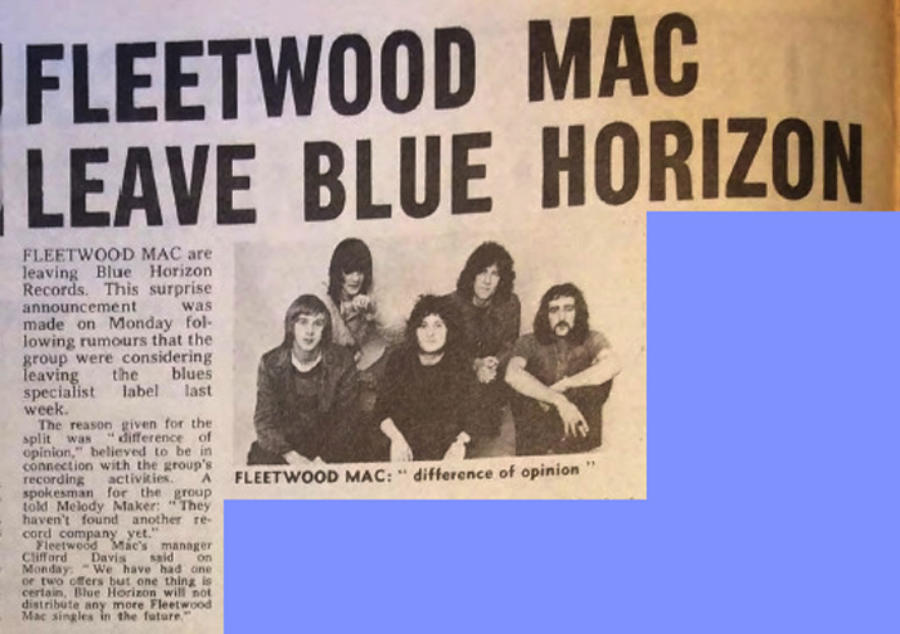 FLEETWOOD MAC
LEAVE BLUE HORIZON
FLEETWOOD MAC are
leaving Blue Horizon
Records. This surprise
announcement was
made on Monday fol-
lowing rumours that the
group were considering
leaving the blues
specialist label last
week.
The reason given for the
split was "difference of
opinion," believed to be in
connection with the group's
recording activities. A
spokesman for the group
told Melody Maker: "They
haven't found another re-
cord company yet."
Fleetwood Mac's manager
Clifford Davis said on
Monday: "We have had one
or two offers but one thing is
certain, Blue Horizon will not
distribute any more Fleetwood
Mac singles in the future."
FLEETWOOD MAC: " difference of opinion "